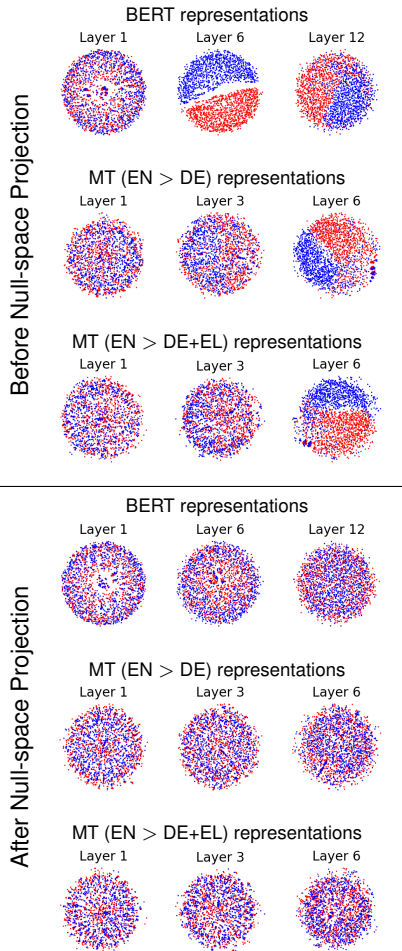 Before Null-space Projection
BERT representations
Layer 1 Layer 6 Layer 12
MT (EN > DE) representations
Layer 1 Layer 3 Layer 6
MT (EN > DE+EL) representations
Layer 1 Layer 3 Layer 6
After Null-space Projection
BERT representations
Layer 1 Layer 6 Layer 12
MT (EN > DE) representations
Layer 1 Layer 3 Layer 6
MT (EN > DE+EL) representations
Layer 1 Layer 3 Layer 6